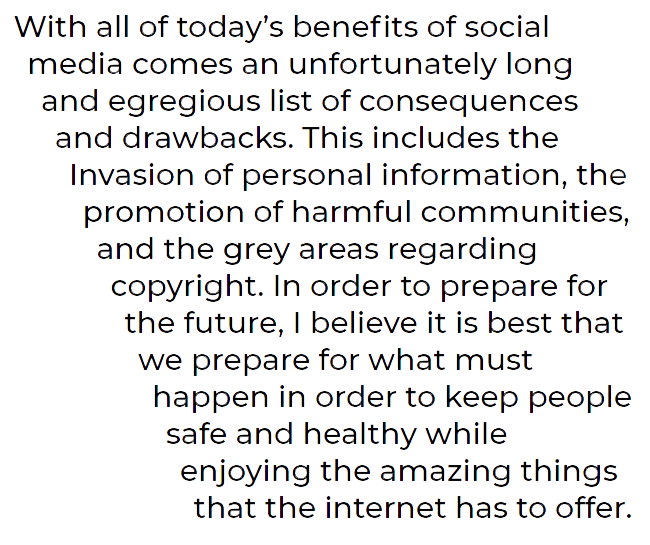 With all of today’s benefits of social
media comes an unfortunately long
and egregious list of consequences
and drawbacks. This includes the
Invasion of personal information, the
promotion of harmful communities,
and the grey areas regarding
copyright. In order to prepare for
the future, I believe it is best that
we prepare for what must
happen in order to keep people
safe and healthy while
enjoying the amazing things
that the internet has to offer.